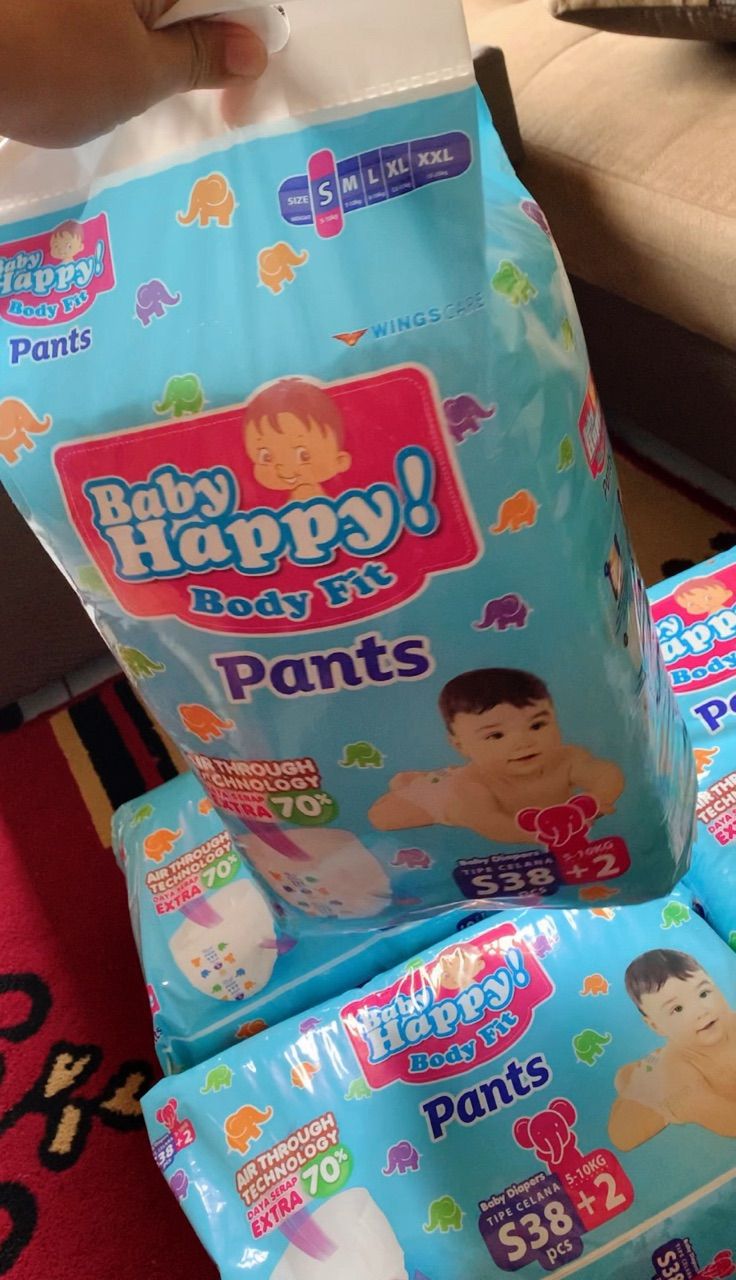 SIZE S M L XL XXL
Baby
Happy!
Body Fit
Pants
WINGSCARE
Baby
Happy!
Body Fit
Pants
AIR THROUGH
TECHNOLOGY
DAYA SERAP
EXTRA 70%
Baby Diapers
TIPE CELANA
S38
pcs
5-10KG
+2
AIR THROUGH
TECHNOLOGY
DAYA SERAP
EXTRA 70%
Baby
Happy!
Body Fit
Pants
AIR THROUGH
TECHNOLOGY
DAYA SERAP
EXTRA 70%
Baby Diapers
TIPE CELANA
S38
pcs
5-10KG
+2